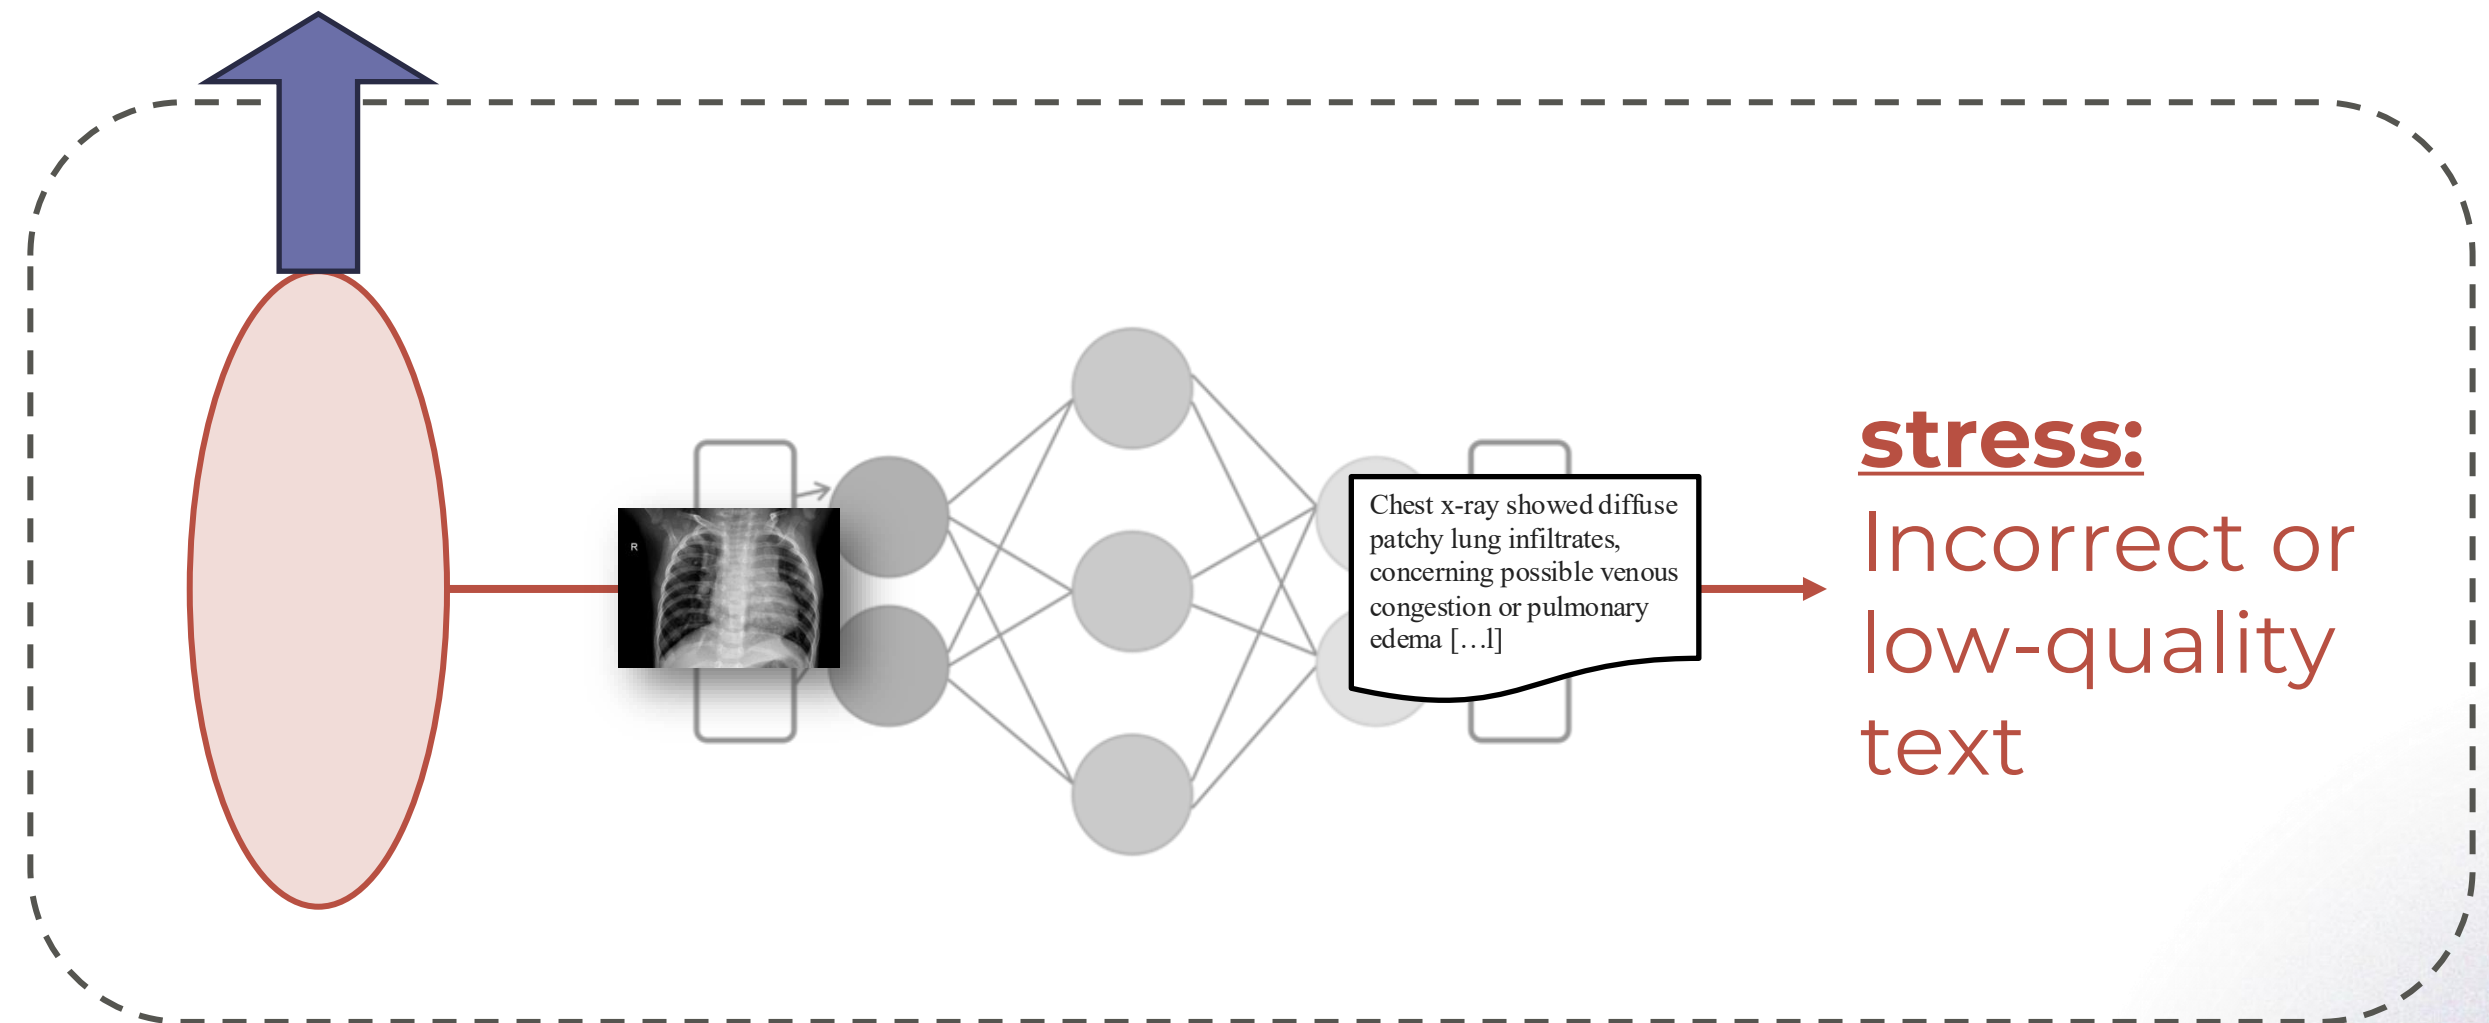 R
Chest x-ray showed diffuse
patchy lung infiltrates,
concerning possible venous
congestion or pulmonary
edema […l]
stress:
Incorrect or
low-quality
text